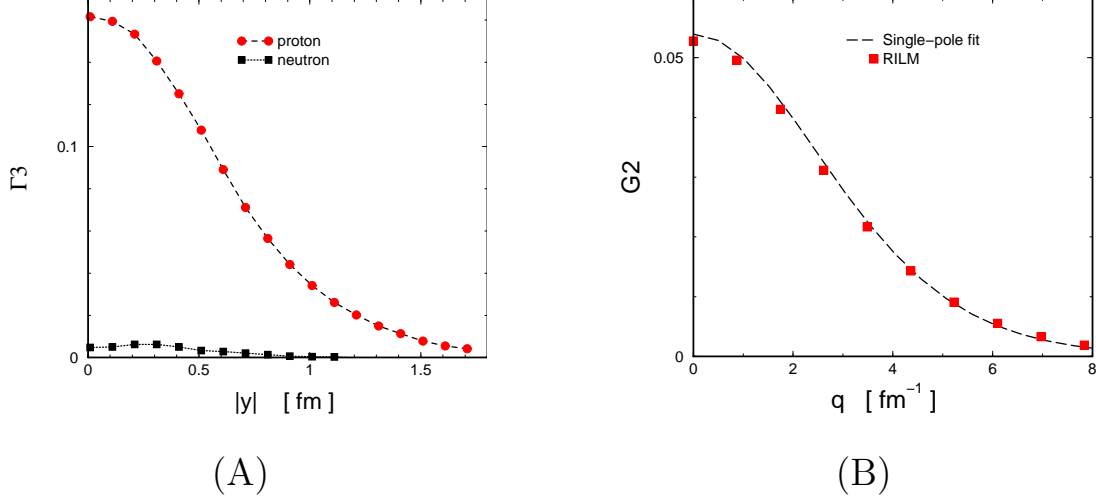 Γ3
0.1
0
proton
neutron
0
0.5
1
1.5
|y| [ fm ]
(A)
G2
0.05
0
Single−pole fit
RILM
0
2
4
6
8
q [ fm⁻¹ ]
(B)